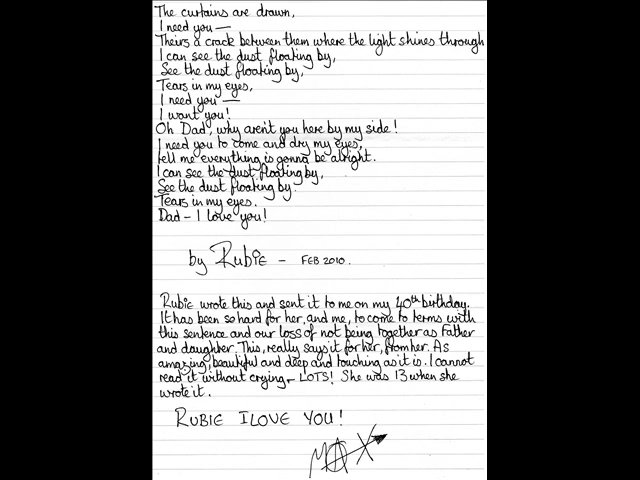 The curtains are drawn,
I need you —
Theirs a crack between them where the light shines through
I can see the dust floating by,
See the dust floating by,
Tears in my eyes,
I need you —
I want you!
Oh Dad, why aren't you here by my side!
I need you to come and dry my eyes,
tell me everything is gonna be alright.
I can see the dust floating by,
See the dust floating by.
Tears in my eyes.
Dad - I love you!
by Rubie - FEB 2010.
Rubie wrote this and sent it to me on my 40th birthday.
It has been so hard for her, and me, to come to terms with
this sentence and our loss of not being together as Father
and daughter. This, really says it for her, from her. As
amazing, beautiful and deep and touching as it is. I cannot
read it without crying - LOTS! She was 13 when she
wrote it.
RUBIE I LOVE YOU!
MAX